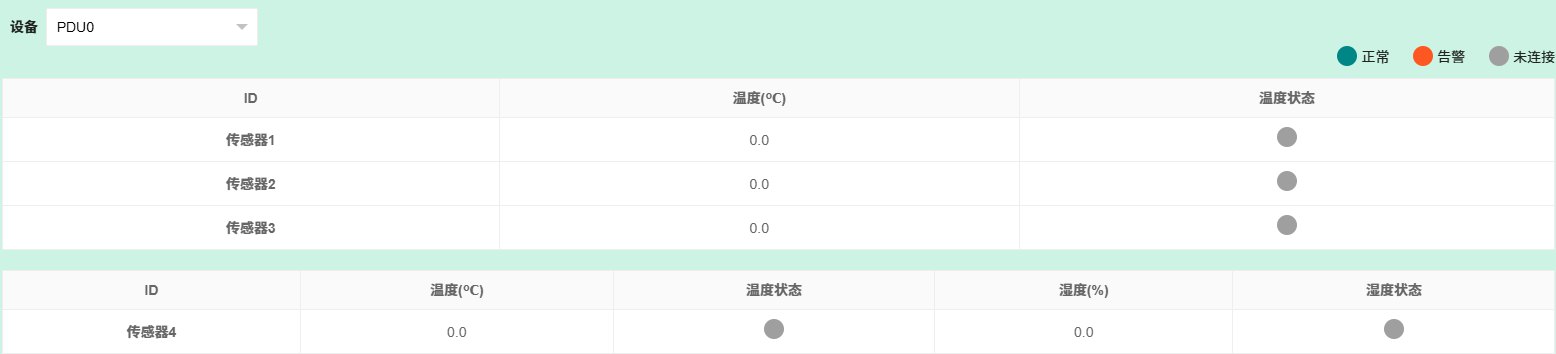 设备 PDU0
正常 告警 未连接
ID 温度(℃) 温度状态
传感器1 0.0
传感器2 0.0
传感器3 0.0
ID 温度(℃) 温度状态 湿度(%) 湿度状态
传感器4 0.0 0.0